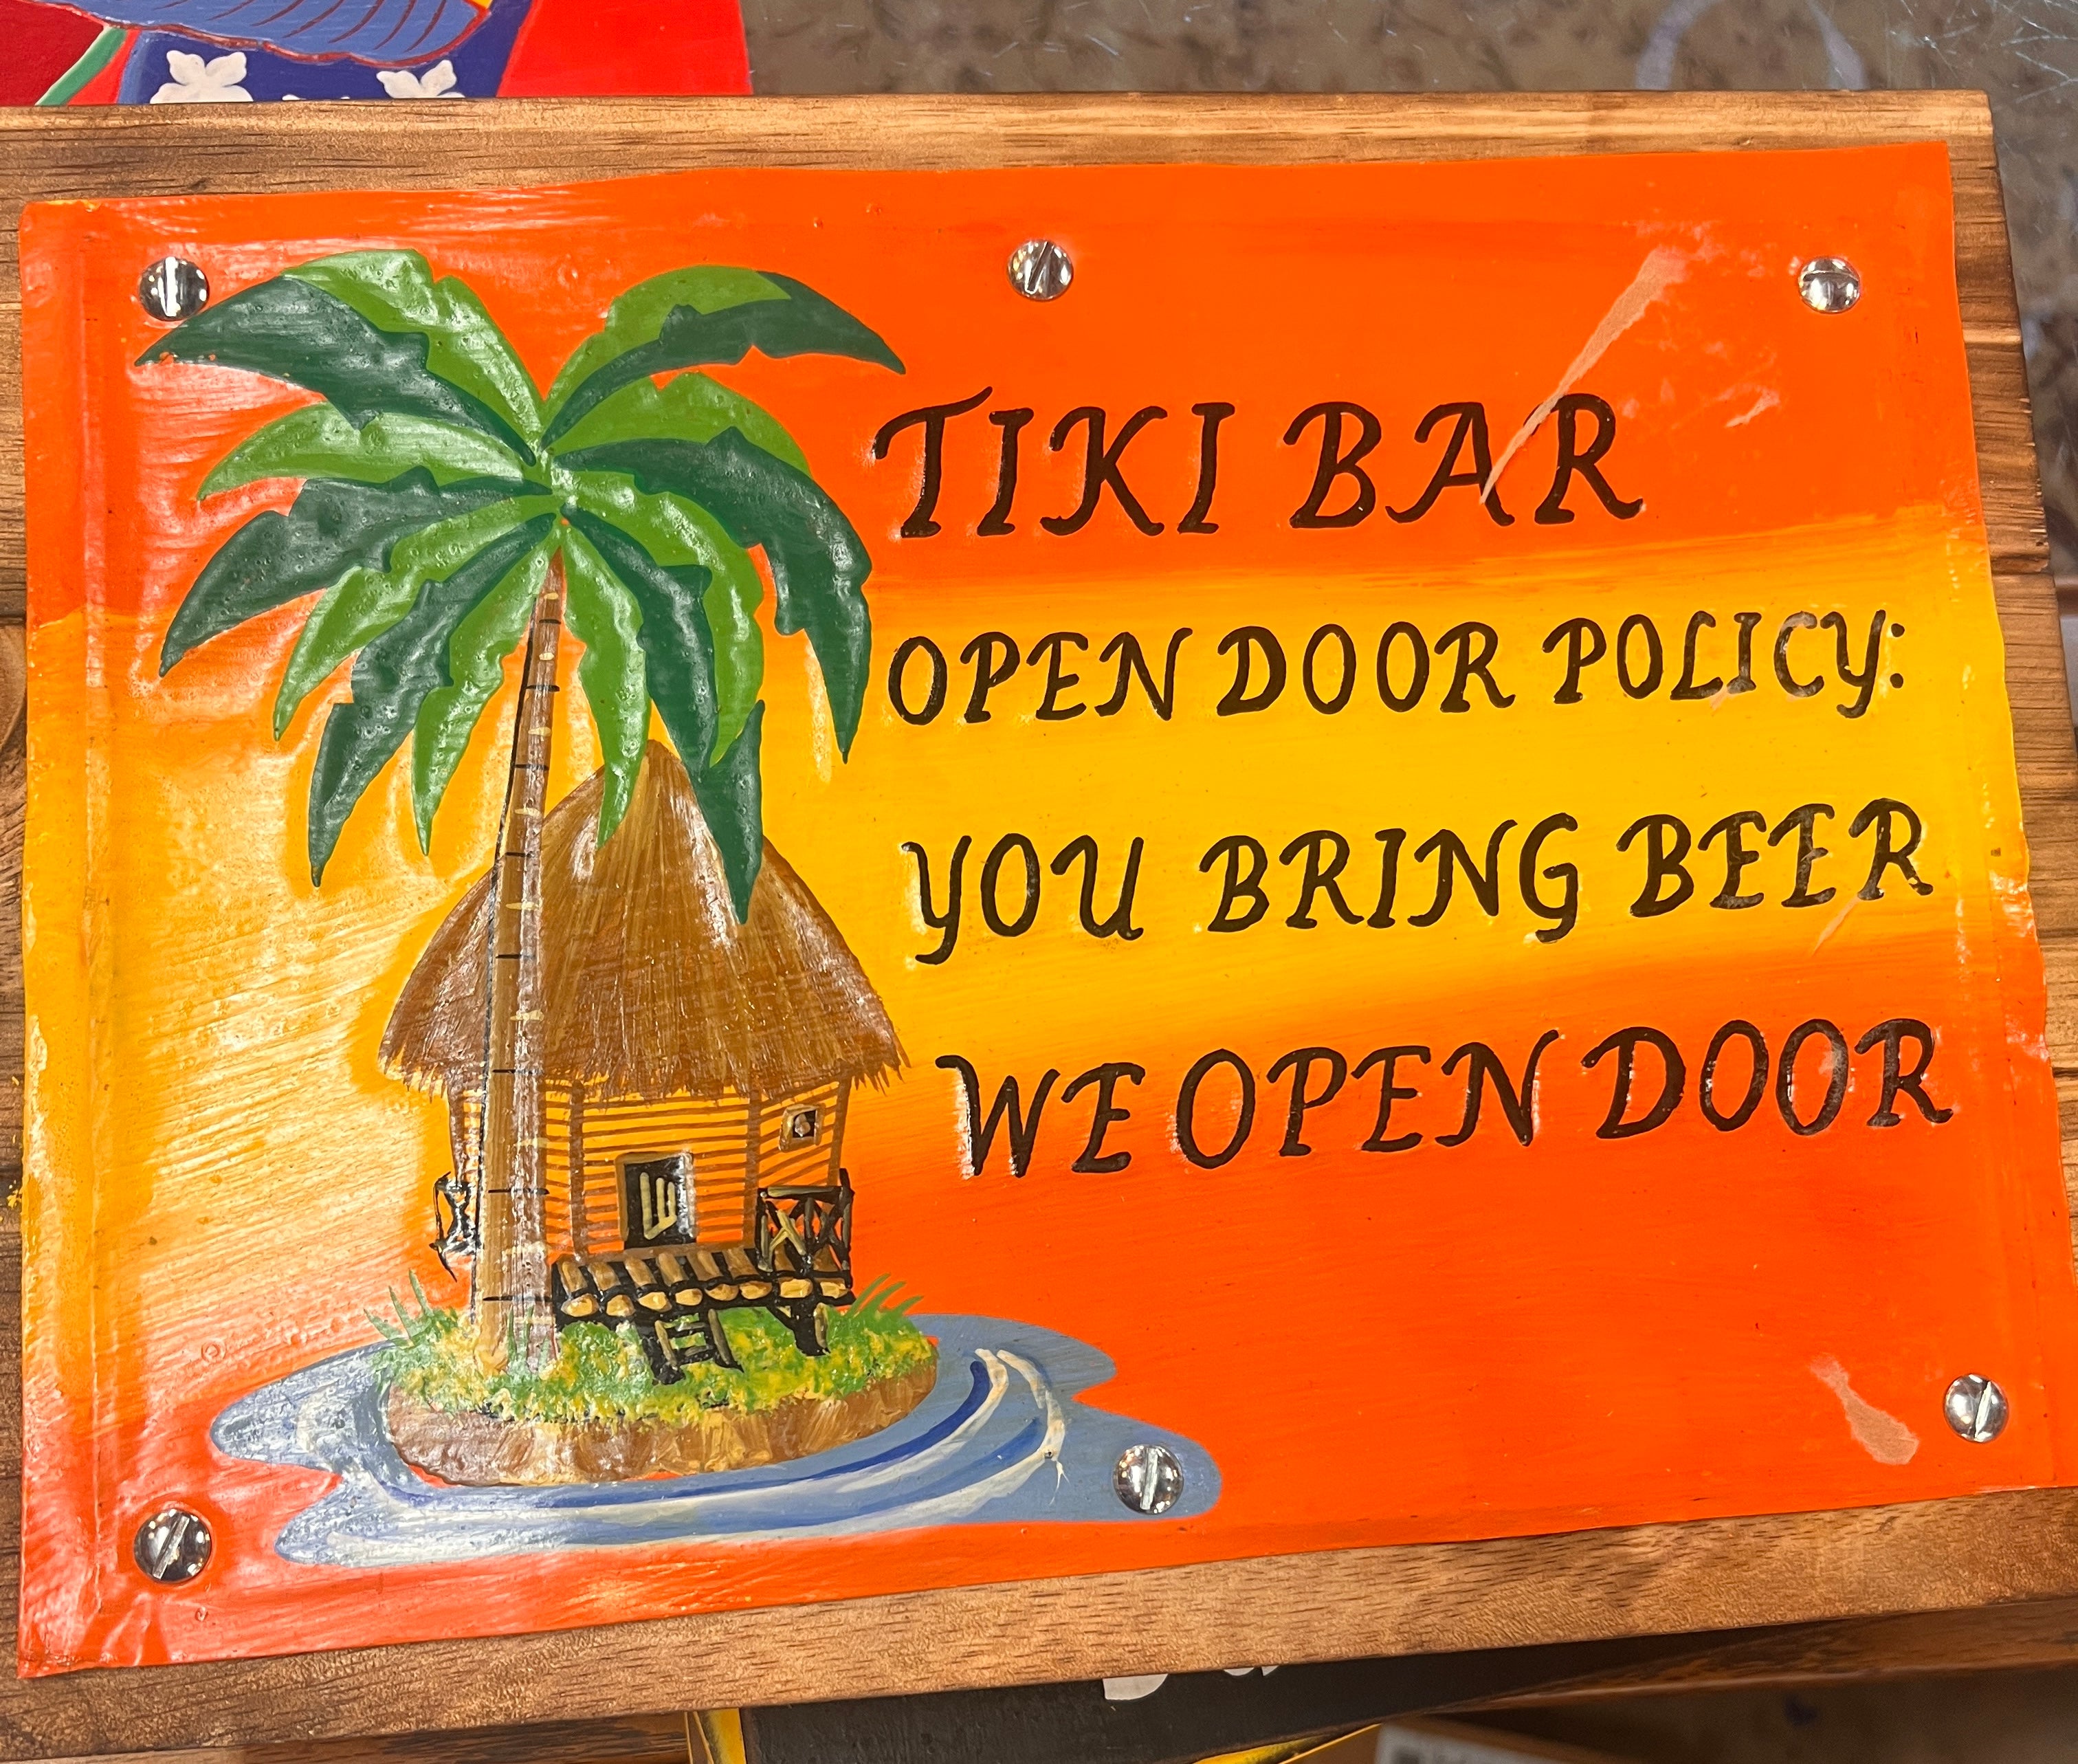 TIKI BAR
OPEN DOOR POLICY:
YOU BRING BEER
WE OPEN DOOR